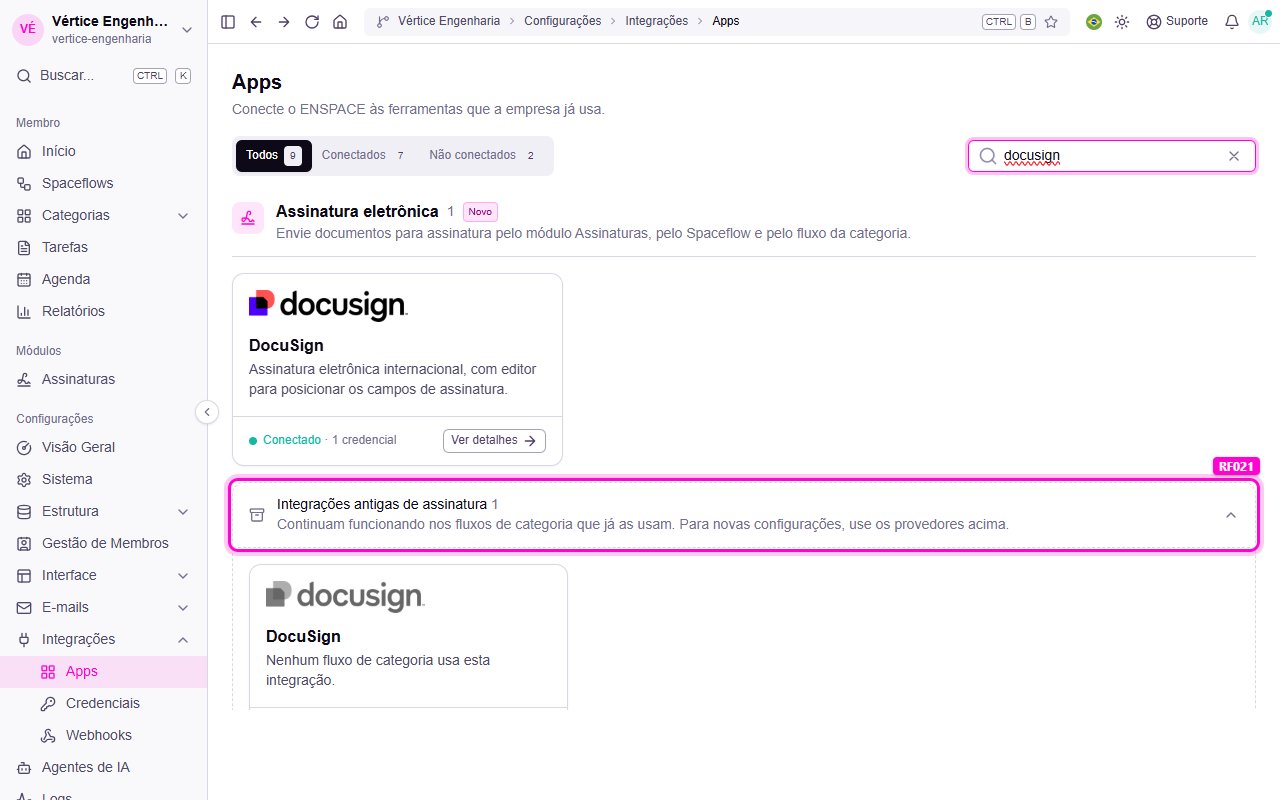 VÉ
Vértice Engenh...
vertice-engenharia
Buscar...
CTRL K
Membro
Início
Spaceflows
Categorias
Tarefas
Agenda
Relatórios
Módulos
Assinaturas
Configurações
Visão Geral
Sistema
Estrutura
Gestão de Membros
Interface
E-mails
Integrações
Apps
Credenciais
Webhooks
Agentes de IA
Logs
Vértice Engenharia > Configurações > Integrações > Apps
CTRL B
Suporte
AR
Apps
Conecte o ENSPACE às ferramentas que a empresa já usa.
Todos 9
Conectados 7
Não conectados 2
docusign
Assinatura eletrônica 1 Novo
Envie documentos para assinatura pelo módulo Assinaturas, pelo Spaceflow e pelo fluxo da categoria.
docusign.
DocuSign
Assinatura eletrônica internacional, com editor
para posicionar os campos de assinatura.
Conectado · 1 credencial
Ver detalhes
RF021
Integrações antigas de assinatura 1
Continuam funcionando nos fluxos de categoria que já as usam. Para novas configurações, use os provedores acima.
docusign.
DocuSign
Nenhum fluxo de categoria usa esta
integração.